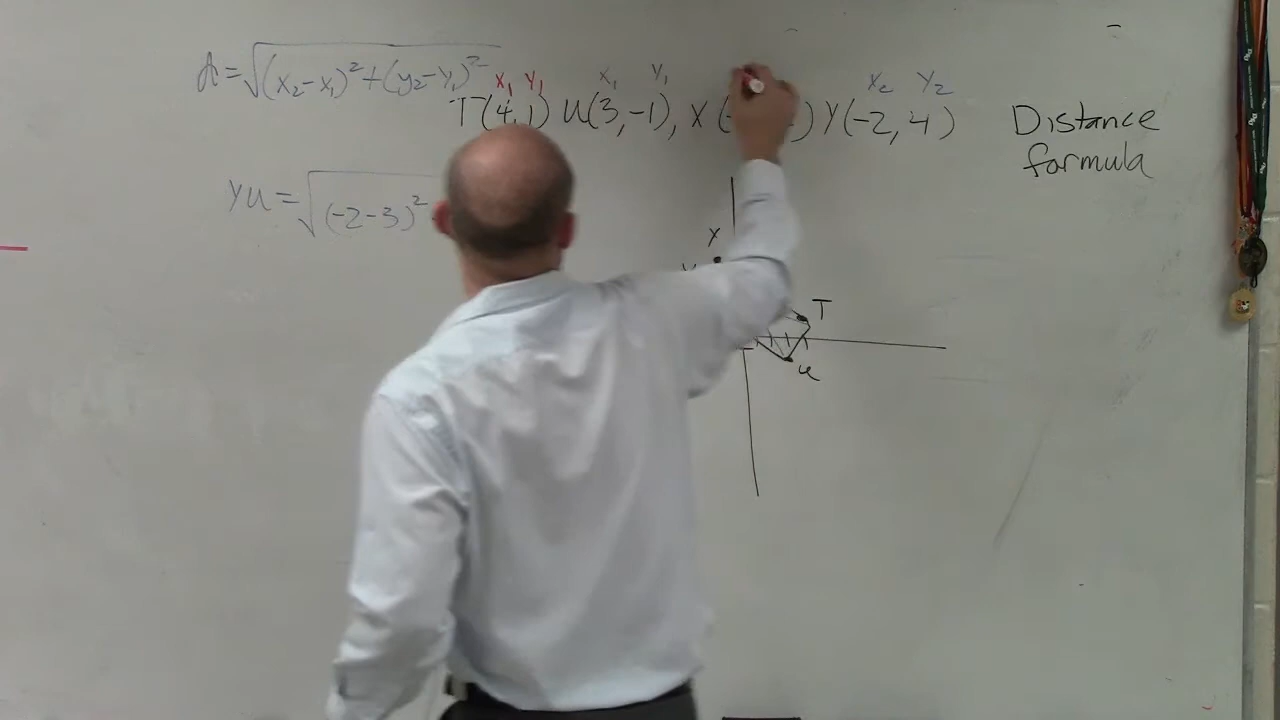 d=√(x₂-x₁)²+(y₂-y₁)²
x₁ y₁ x₁ y₁ x₂ y₂
T(4,1) U(3,-1), X( ) Y(-2,4)
Distance
formula
YU=√(-2-3)²
X
Y
T
U